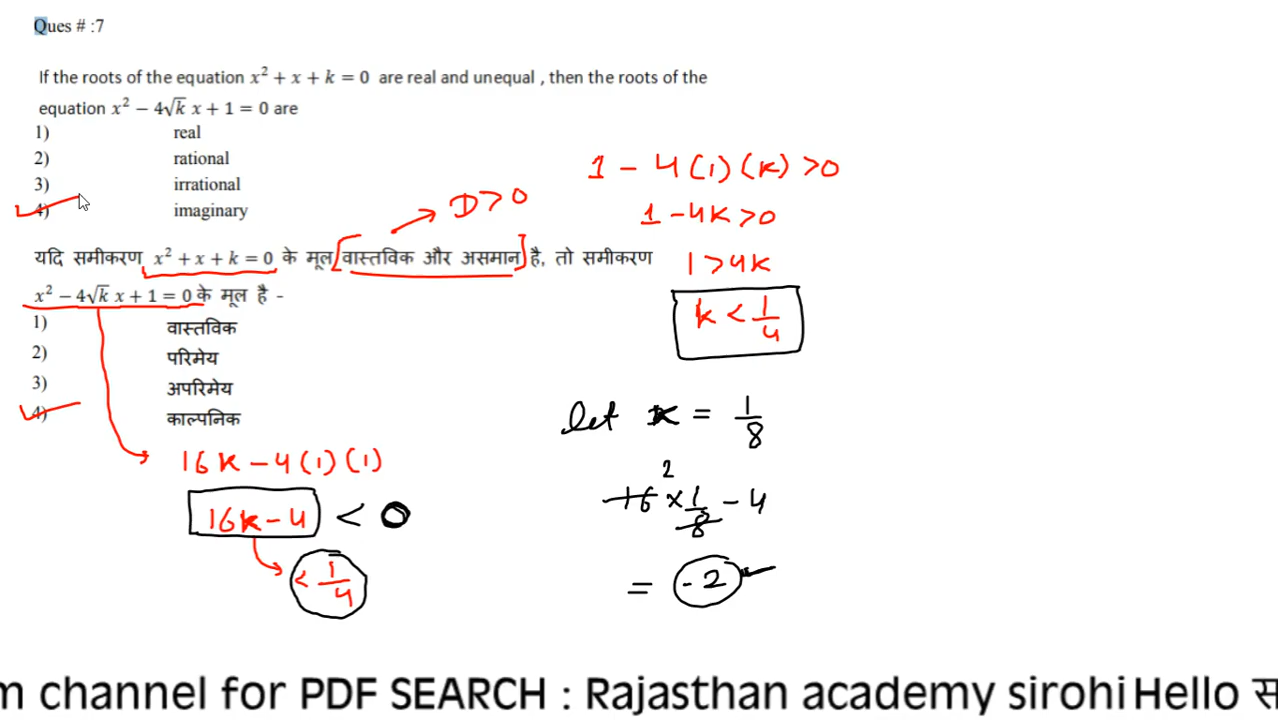 Ques # :7
If the roots of the equation x² + x + k = 0 are real and unequal , then the roots of the
equation x² − 4√k x + 1 = 0 are
1) real
2) rational
3) irrational
4) imaginary
यदि समीकरण x² + x + k = 0 के मूल [वास्तविक और असमान] है, तो समीकरण
x² − 4√k x + 1 = 0 के मूल है -
1) वास्तविक
2) परिमेय
3) अपरिमेय
4) काल्पनिक
D > 0
16k − 4(1)(1)
16k − 4 < 0
< 1/4
1 − 4(1)(k) > 0
1 − 4k > 0
1 > 4k
k < 1/4
let k = 1/8
2
16 × 1/8 − 4
= -2
m channel for PDF SEARCH : Rajasthan academy sirohi Hello स